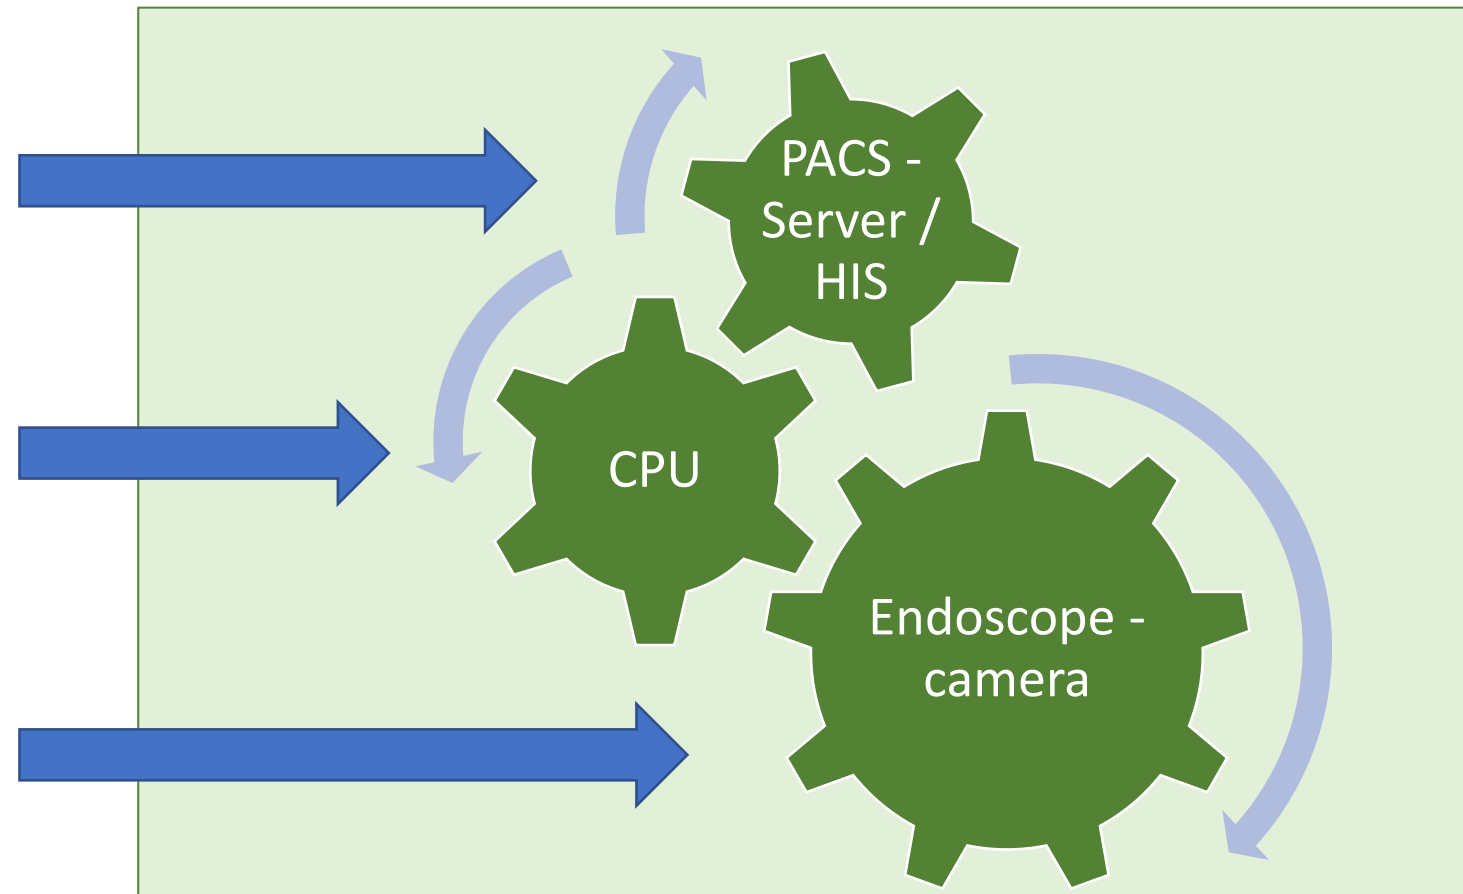 PACS -
Server /
HIS
CPU
Endoscope -
camera